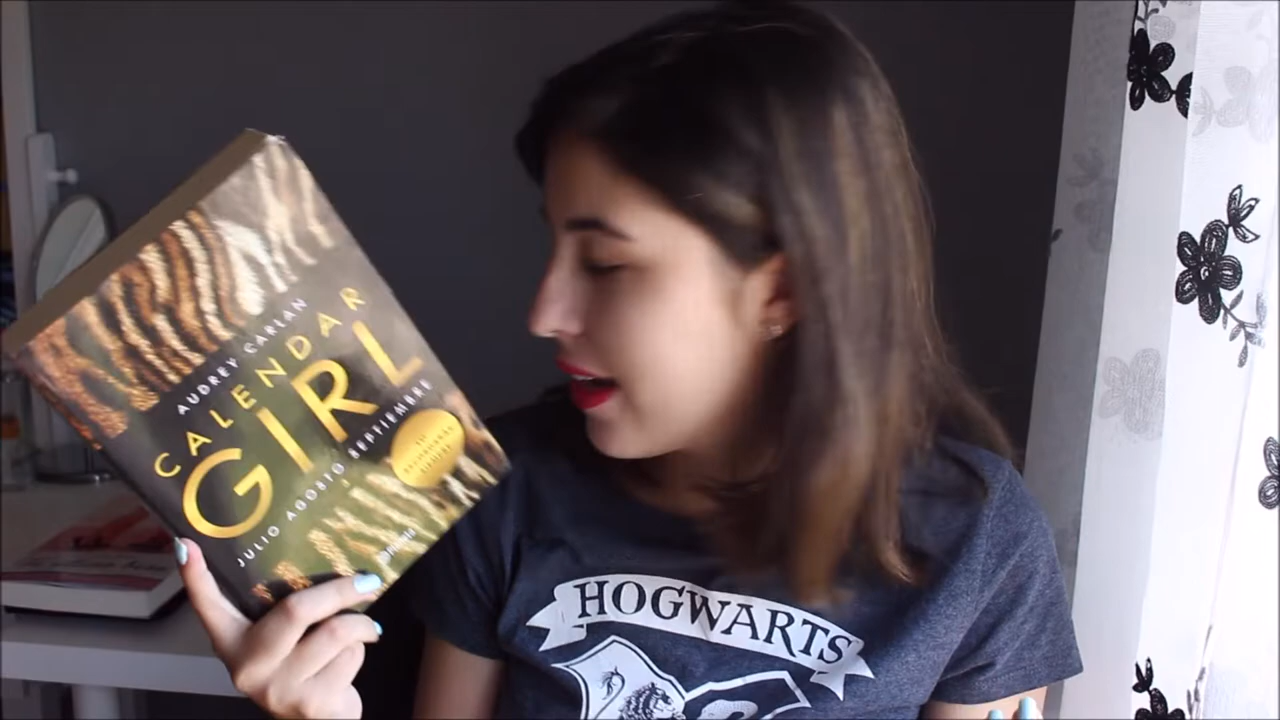 AUDREY CARLAN
CALENDAR
GIRL
JULIO AGOSTO SEPTIEMBRE
HOGWARTS